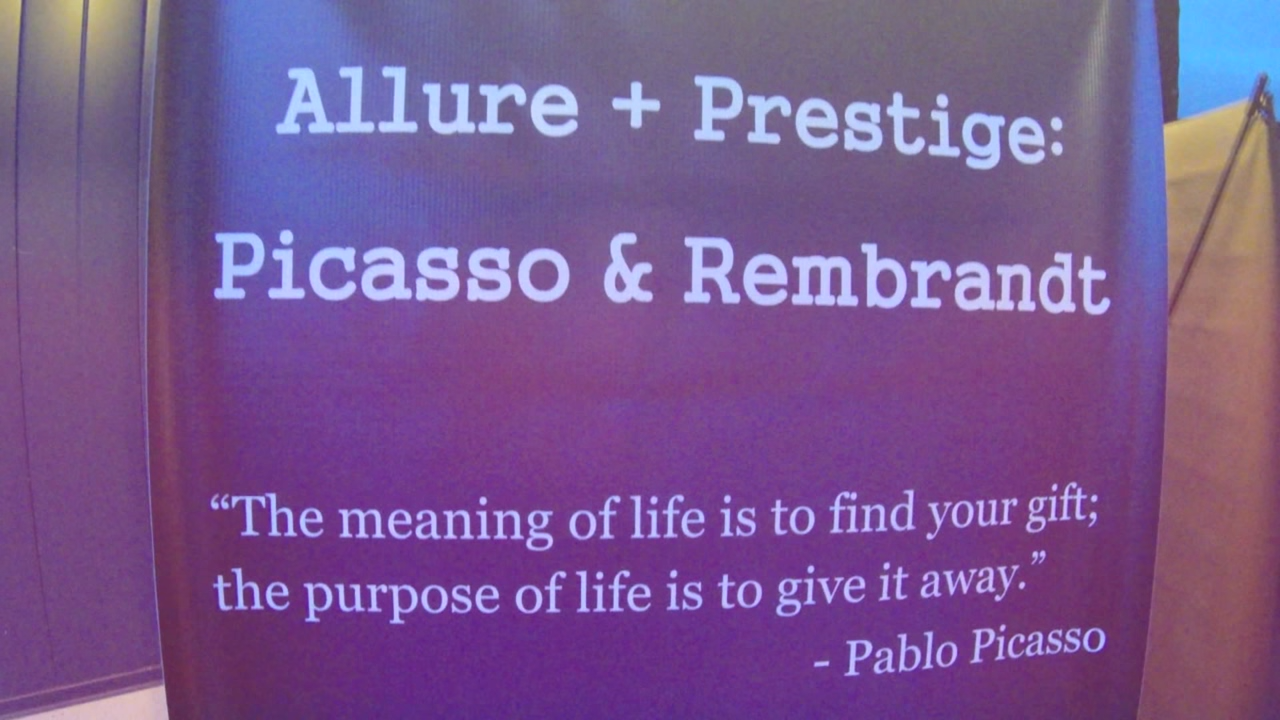 Allure + Prestige:
Picasso & Rembrandt
“The meaning of life is to find your gift;
the purpose of life is to give it away.”
- Pablo Picasso